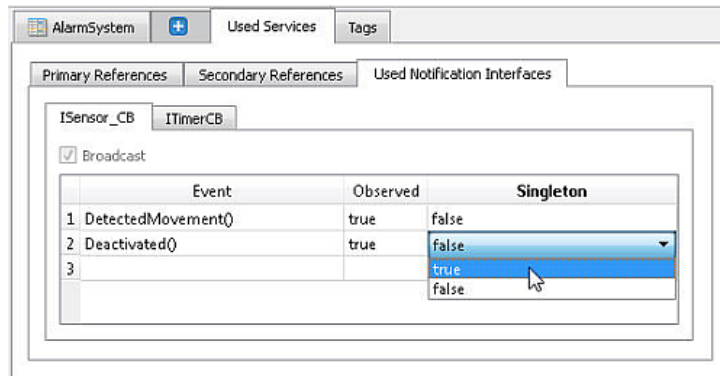 AlarmSystem Used Services Tags
Primary References Secondary References Used Notification Interfaces
ISensor_CB ITimerCB
Broadcast
Event Observed Singleton
1 DetectedMovement() true false
2 Deactivated() true false
3 true
false